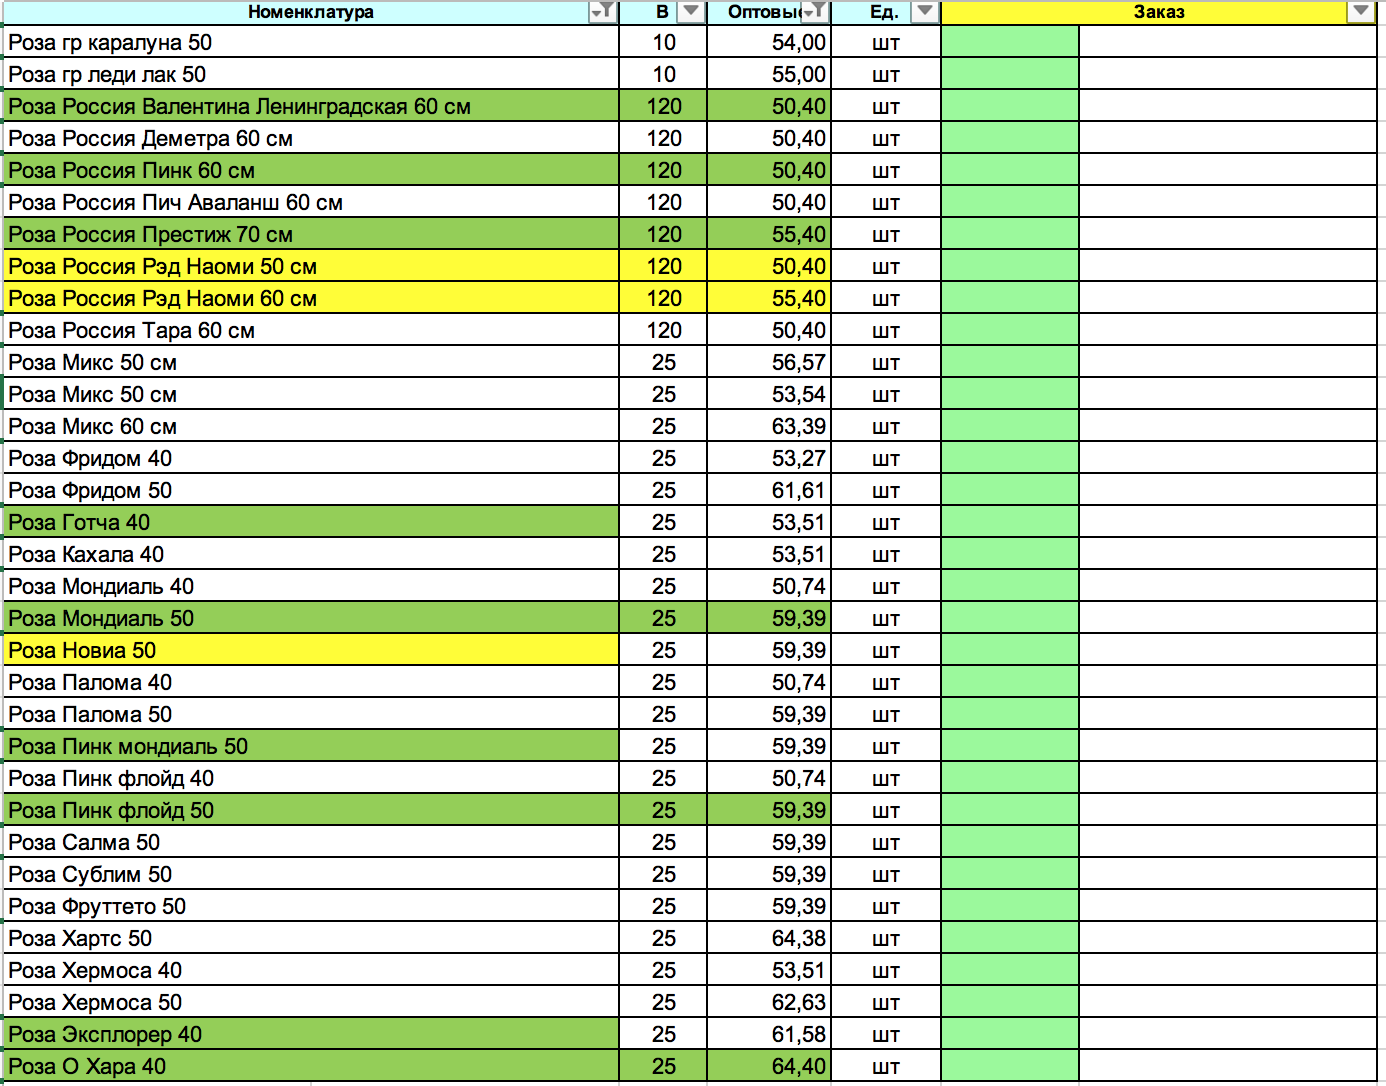 Номенклатура В Оптовые Ед. Заказ
Роза гр каралуна 50 10 54,00 шт
Роза гр леди лак 50 10 55,00 шт
Роза Россия Валентина Ленинградская 60 см 120 50,40 шт
Роза Россия Деметра 60 см 120 50,40 шт
Роза Россия Пинк 60 см 120 50,40 шт
Роза Россия Пич Аваланш 60 см 120 50,40 шт
Роза Россия Престиж 70 см 120 55,40 шт
Роза Россия Рэд Наоми 50 см 120 50,40 шт
Роза Россия Рэд Наоми 60 см 120 55,40 шт
Роза Россия Тара 60 см 120 50,40 шт
Роза Микс 50 см 25 56,57 шт
Роза Микс 50 см 25 53,54 шт
Роза Микс 60 см 25 63,39 шт
Роза Фридом 40 25 53,27 шт
Роза Фридом 50 25 61,61 шт
Роза Готча 40 25 53,51 шт
Роза Кахала 40 25 53,51 шт
Роза Мондиаль 40 25 50,74 шт
Роза Мондиаль 50 25 59,39 шт
Роза Новиа 50 25 59,39 шт
Роза Палома 40 25 50,74 шт
Роза Палома 50 25 59,39 шт
Роза Пинк мондиаль 50 25 59,39 шт
Роза Пинк флойд 40 25 50,74 шт
Роза Пинк флойд 50 25 59,39 шт
Роза Салма 50 25 59,39 шт
Роза Сублим 50 25 59,39 шт
Роза Фруттето 50 25 59,39 шт
Роза Хартс 50 25 64,38 шт
Роза Хермоса 40 25 53,51 шт
Роза Хермоса 50 25 62,63 шт
Роза Эксплорер 40 25 61,58 шт
Роза О Хара 40 25 64,40 шт